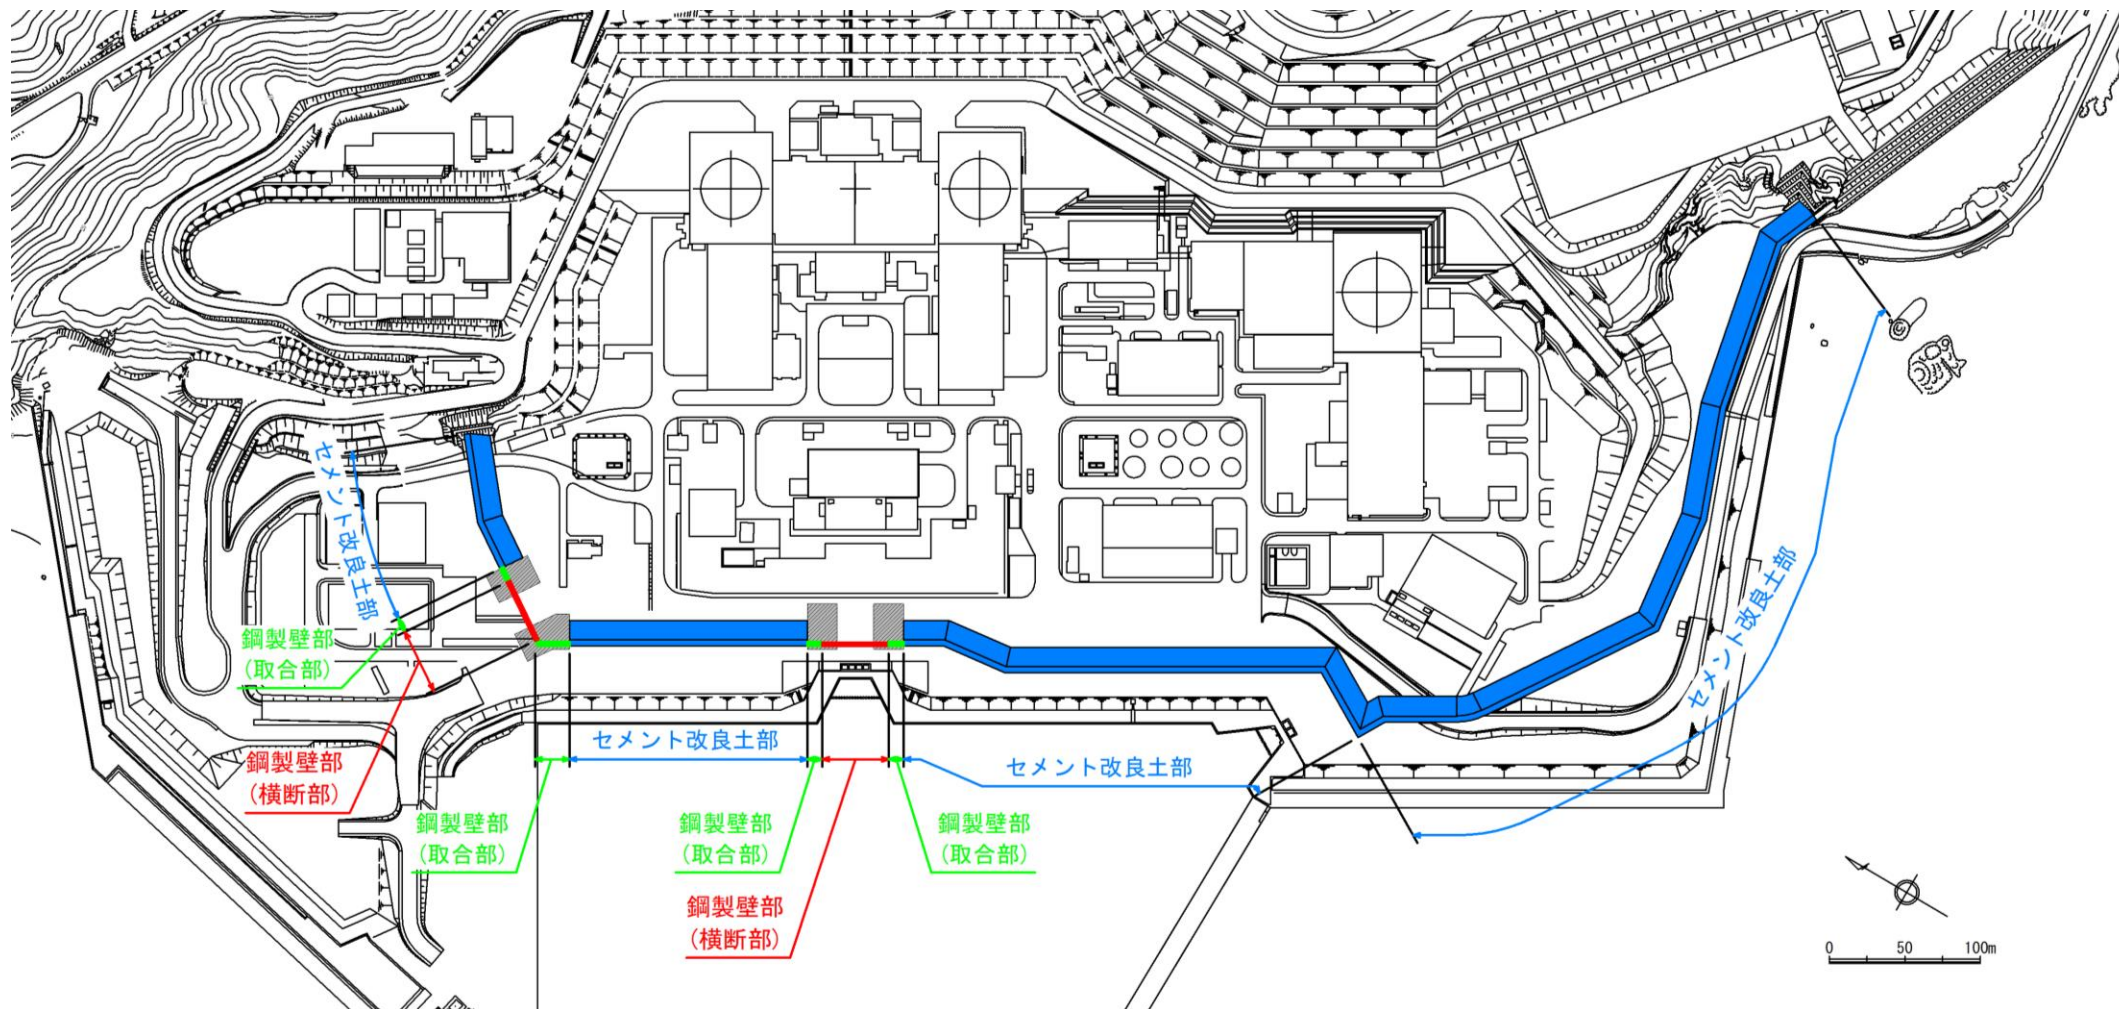 セメント改良土部
鋼製壁部
(取合部)
鋼製壁部
(横断部)
鋼製壁部
(取合部)
セメント改良土部
鋼製壁部
(取合部)
鋼製壁部
(横断部)
鋼製壁部
(取合部)
セメント改良土部
セメント改良土部
0 50 100m